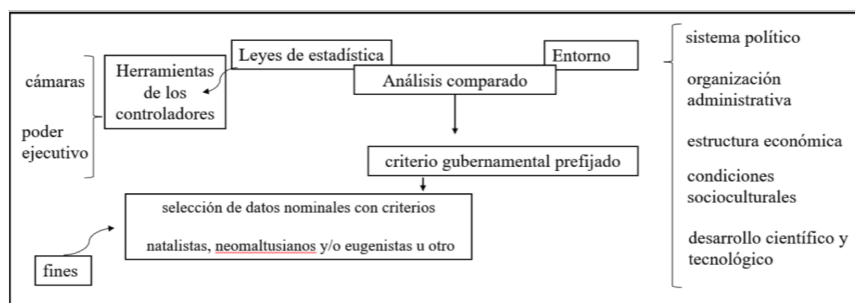 cámaras
poder
ejecutivo
Herramientas
de los
controladores
Leyes de estadística
Entorno
Análisis comparado
criterio gubernamental prefijado
selección de datos nominales con criterios
natalistas, neomaltusianos y/o eugenistas u otro
fines
sistema político
organización
administrativa
estructura económica
condiciones
socioculturales
desarrollo científico y
tecnológico